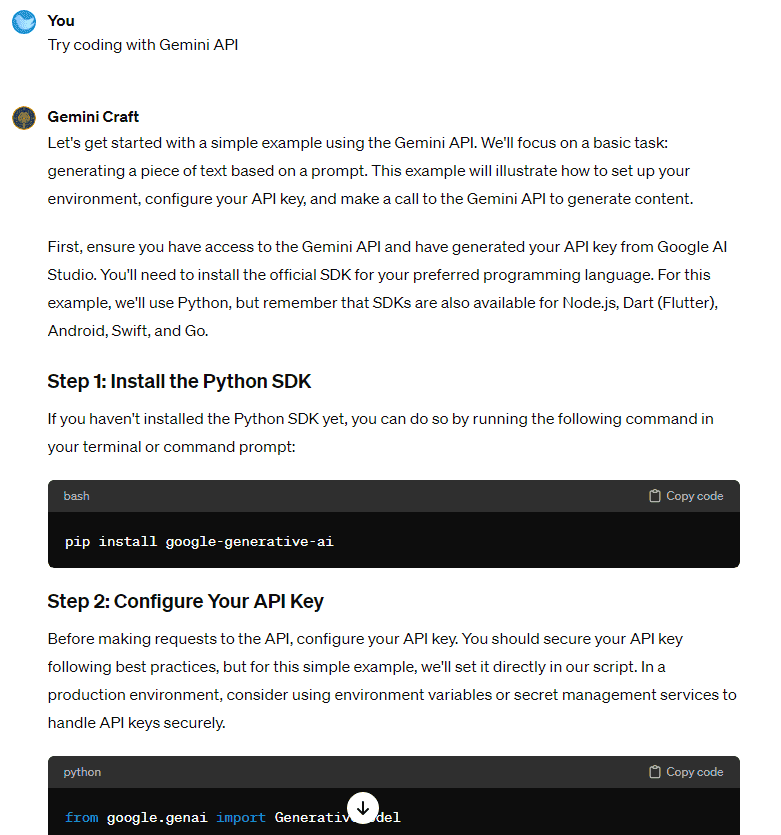 You
Try coding with Gemini API
Gemini Craft
Let's get started with a simple example using the Gemini API. We'll focus on a basic task:
generating a piece of text based on a prompt. This example will illustrate how to set up your
environment, configure your API key, and make a call to the Gemini API to generate content.
First, ensure you have access to the Gemini API and have generated your API key from Google AI
Studio. You'll need to install the official SDK for your preferred programming language. For this
example, we'll use Python, but remember that SDKs are also available for Node.js, Dart (Flutter),
Android, Swift, and Go.
Step 1: Install the Python SDK
If you haven't installed the Python SDK yet, you can do so by running the following command in
your terminal or command prompt:
bash Copy code
pip install google-generative-ai
Step 2: Configure Your API Key
Before making requests to the API, configure your API key. You should secure your API key
following best practices, but for this simple example, we'll set it directly in our script. In a
production environment, consider using environment variables or secret management services to
handle API keys securely.
python Copy code
from google.genai import